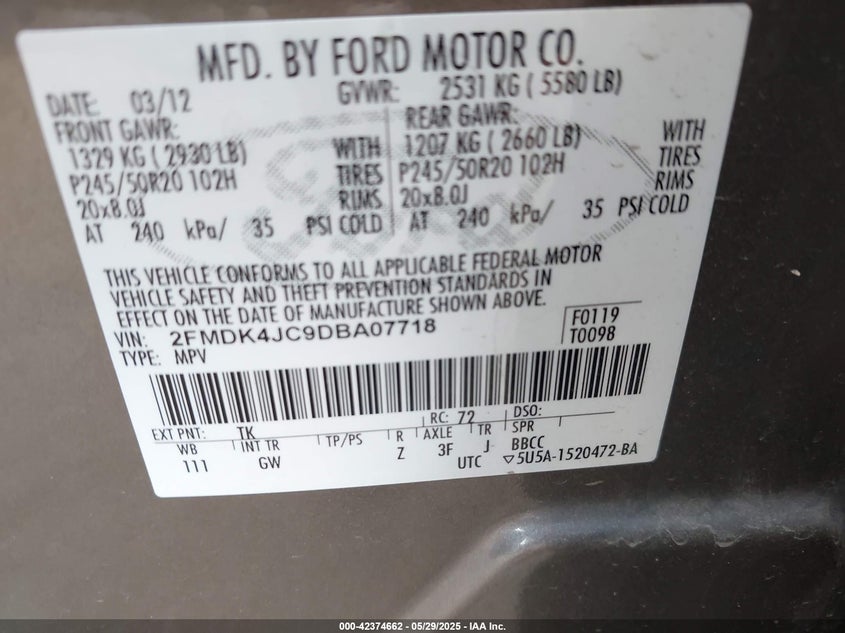 MFD. BY FORD MOTOR CO.
DATE: 03/12 GVWR: 2531 KG ( 5580 LB)
FRONT GAWR: REAR GAWR:
1329 KG ( 2930 LB) WITH 1207 KG ( 2660 LB) WITH
P245/50R20 102H TIRES P245/50R20 102H TIRES
20x8.0J RIMS 20x8.0J RIMS
AT 240 kPa/ 35 PSI COLD AT 240 kPa/ 35 PSI COLD
THIS VEHICLE CONFORMS TO ALL APPLICABLE FEDERAL MOTOR
VEHICLE SAFETY AND THEFT PREVENTION STANDARDS IN
EFFECT ON THE DATE OF MANUFACTURE SHOWN ABOVE.
VIN: 2FMDK4JC9DBA07718 F0119
TYPE: MPV T0098
EXT PNT: TK RC: 72 DSO:
WB INT TR TP/PS R AXLE TR SPR
111 GW Z 3F J BBCC
UTC ▽5U5A-1520472-BA
000-42374662 - 05/29/2025 - IAA Inc.